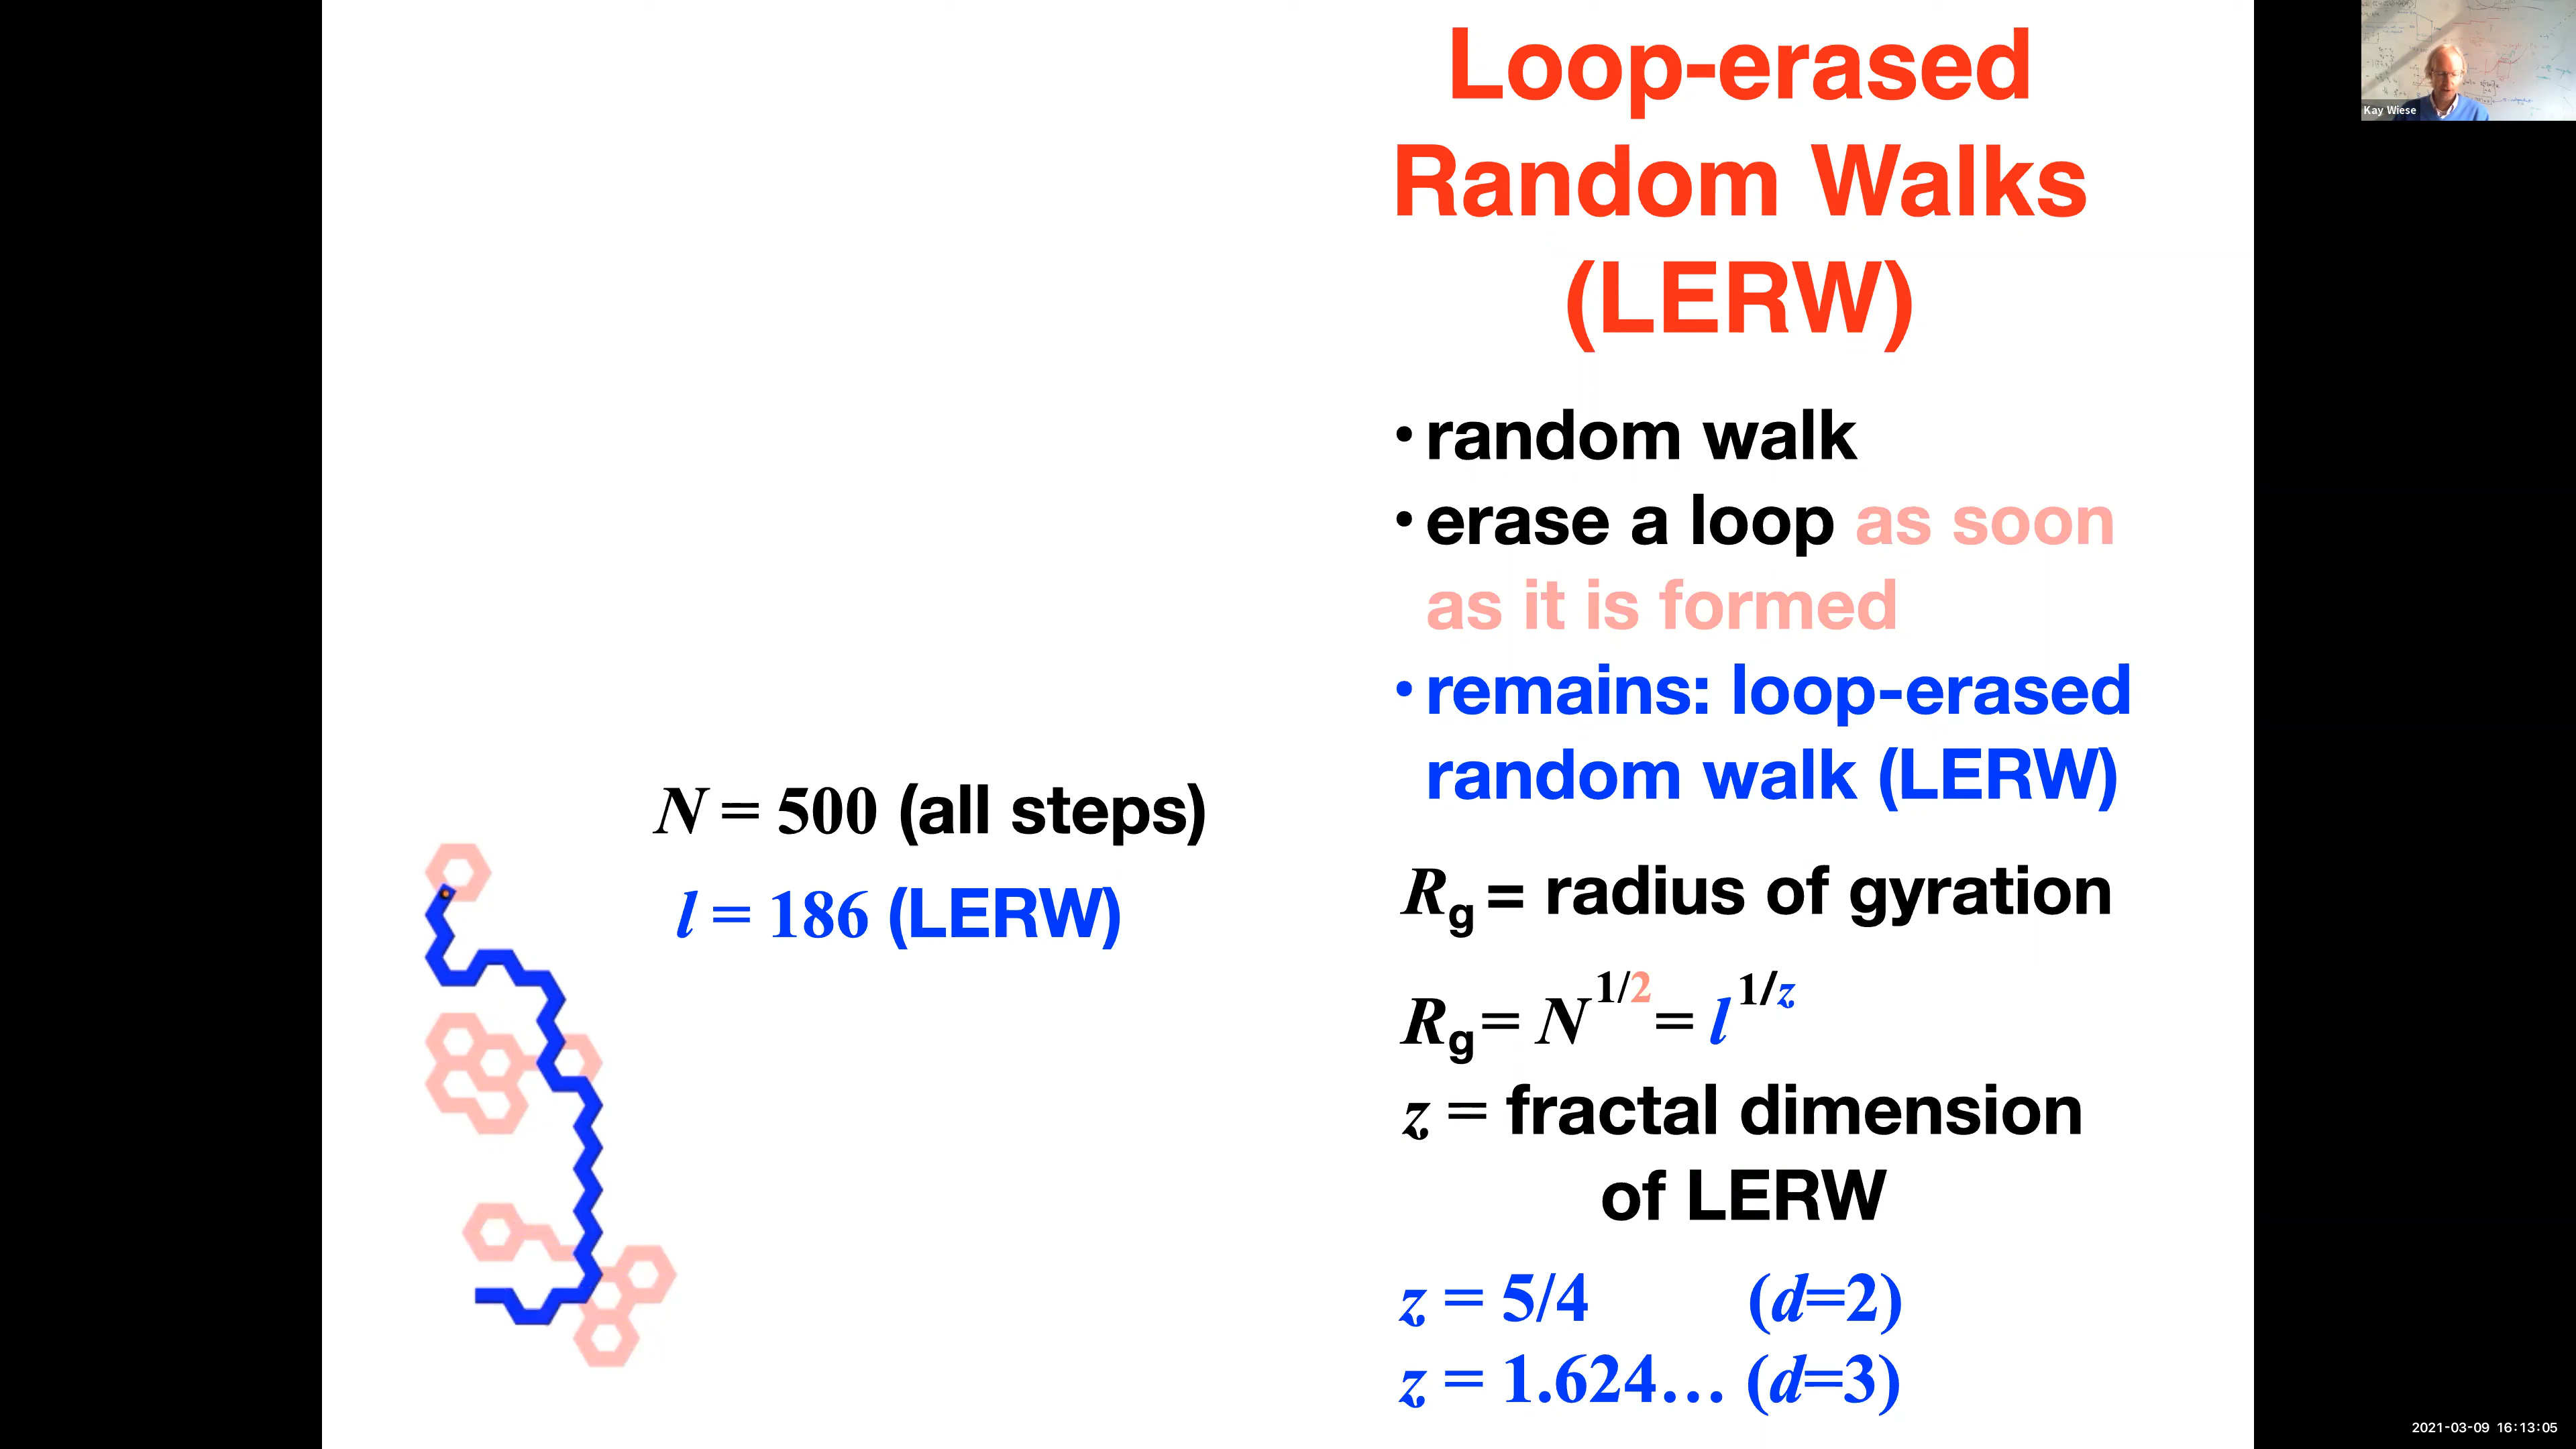 Loop-erased
Random Walks
(LERW)
Kay Wiese
• random walk
• erase a loop as soon
as it is formed
• remains: loop-erased
random walk (LERW)
N = 500 (all steps)
l = 186 (LERW)
Rg = radius of gyration
Rg = N^1/2 = l^1/z
z = fractal dimension
of LERW
z = 5/4 (d=2)
z = 1.624… (d=3)
2021-03-09 16:13:05